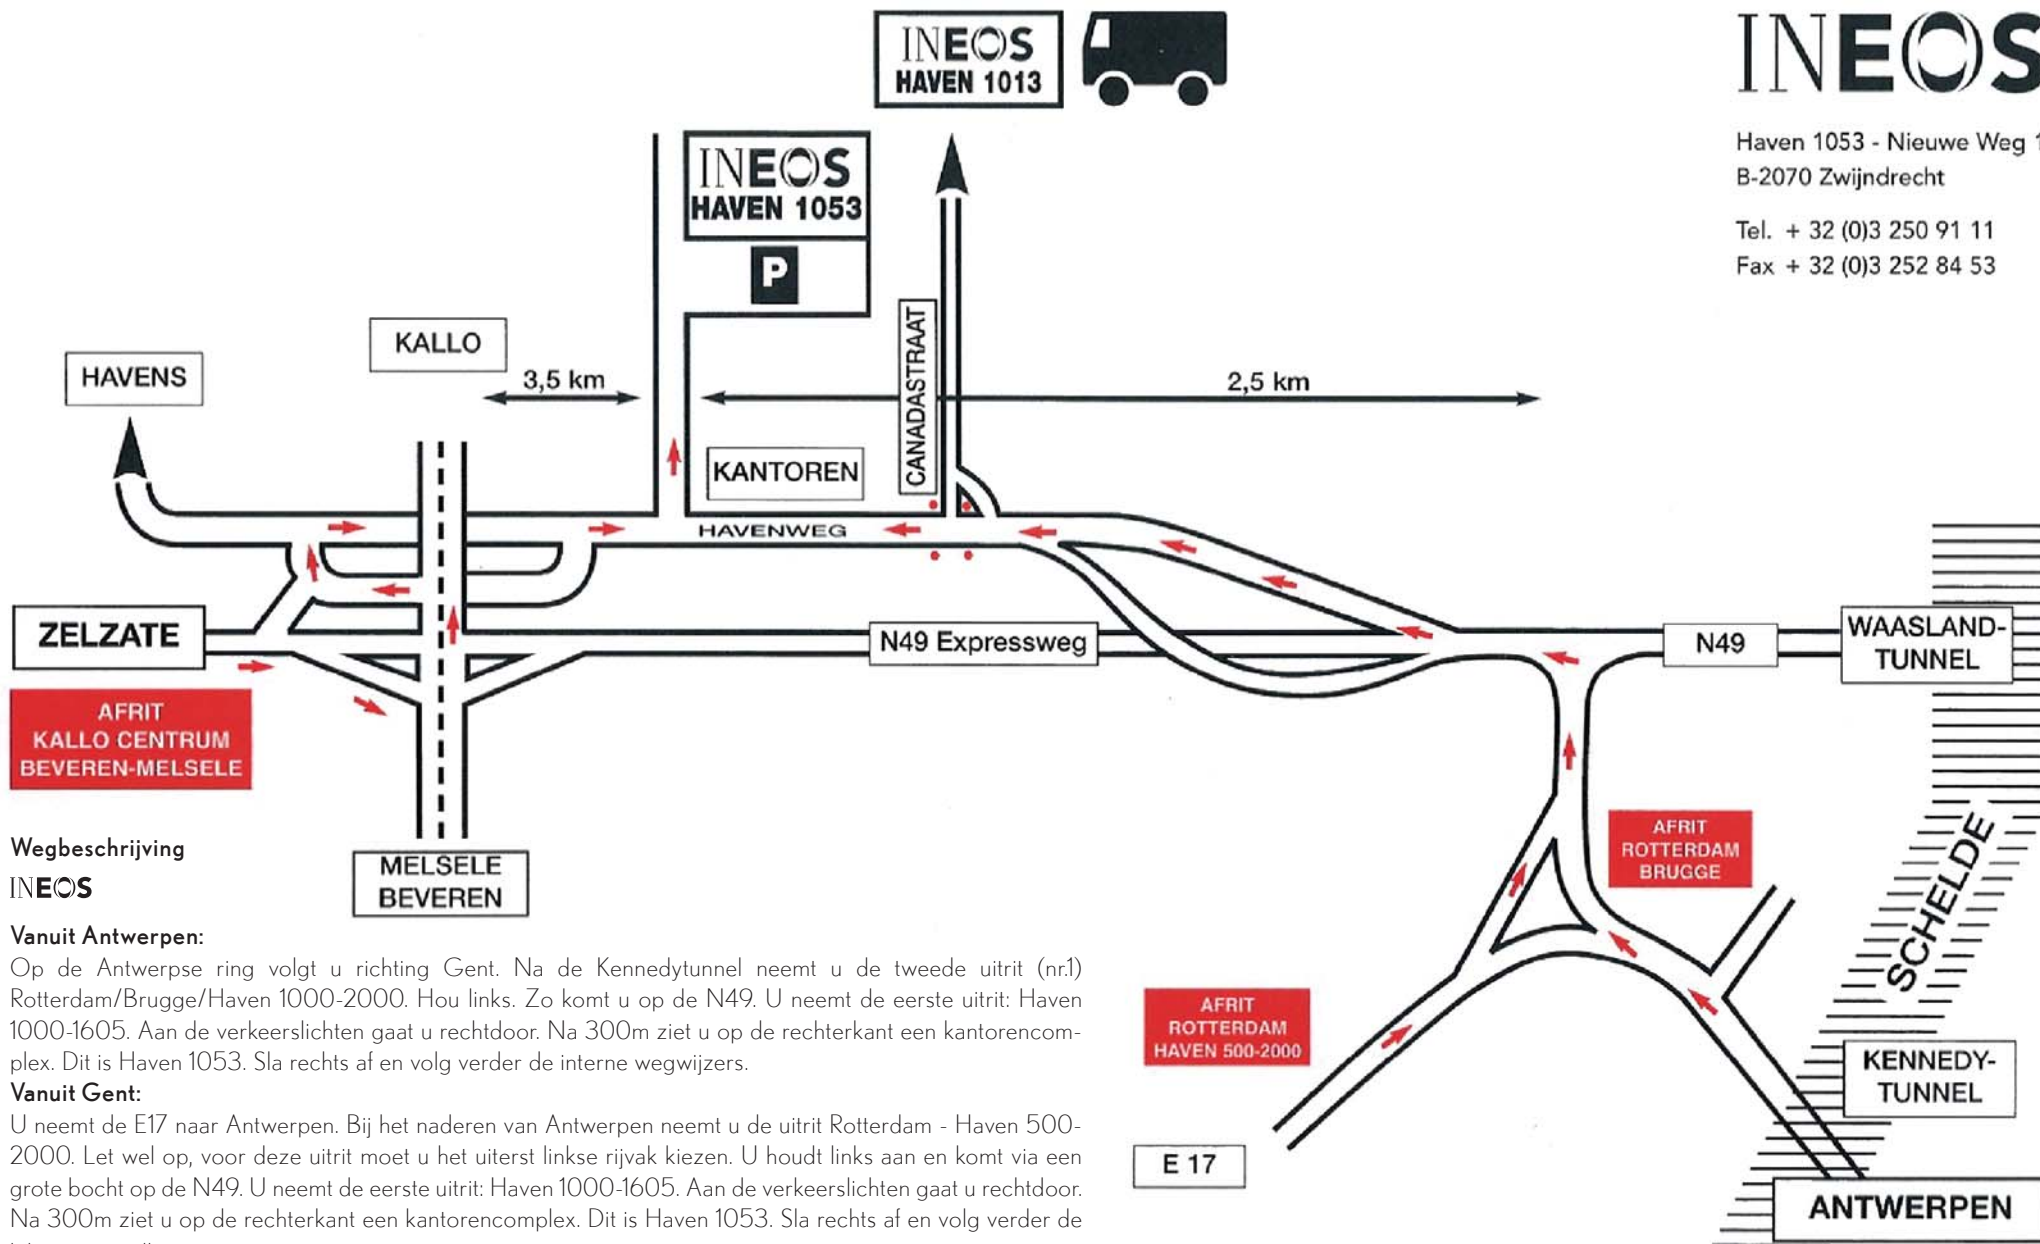 INEOS
HAVEN 1013
INEOS
Haven 1053 - Nieuwe Weg 1
B-2070 Zwijndrecht
Tel. + 32 (0)3 250 91 11
Fax + 32 (0)3 252 84 53
INEOS
HAVEN 1053
P
CANADASTRAAT
KALLO
HAVENS
3,5 km
2,5 km
KANTOREN
HAVENWEG
ZELZATE
N49 Expressweg
N49
WAASLAND-
TUNNEL
AFRIT
KALLO CENTRUM
BEVEREN-MELSELE
MELSELE
BEVEREN
AFRIT
ROTTERDAM
BRUGGE
SCHELDE
AFRIT
ROTTERDAM
HAVEN 500-2000
KENNEDY-
TUNNEL
E 17
ANTWERPEN
Wegbeschrijving
INEOS
Vanuit Antwerpen:
Op de Antwerpse ring volgt u richting Gent. Na de Kennedytunnel neemt u de tweede uitrit (nr.1)
Rotterdam/Brugge/Haven 1000-2000. Hou links. Zo komt u op de N49. U neemt de eerste uitrit: Haven
1000-1605. Aan de verkeerslichten gaat u rechtdoor. Na 300m ziet u op de rechterkant een kantorencom-
plex. Dit is Haven 1053. Sla rechts af en volg verder de interne wegwijzers.
Vanuit Gent:
U neemt de E17 naar Antwerpen. Bij het naderen van Antwerpen neemt u de uitrit Rotterdam - Haven 500-
2000. Let wel op, voor deze uitrit moet u het uiterst linkse rijvak kiezen. U houdt links aan en komt via een
grote bocht op de N49. U neemt de eerste uitrit: Haven 1000-1605. Aan de verkeerslichten gaat u rechtdoor.
Na 300m ziet u op de rechterkant een kantorencomplex. Dit is Haven 1053. Sla rechts af en volg verder de